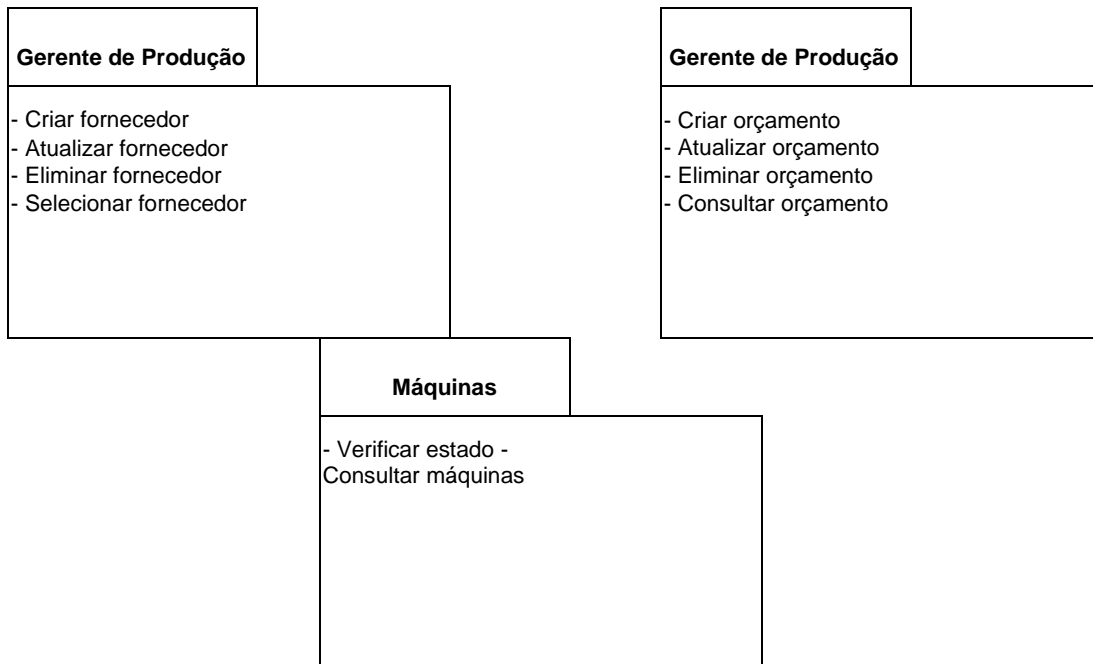 Gerente de Produção
- Criar fornecedor
- Atualizar fornecedor
- Eliminar fornecedor
- Selecionar fornecedor
Gerente de Produção
- Criar orçamento
- Atualizar orçamento
- Eliminar orçamento
- Consultar orçamento
Máquinas
- Verificar estado -
Consultar máquinas